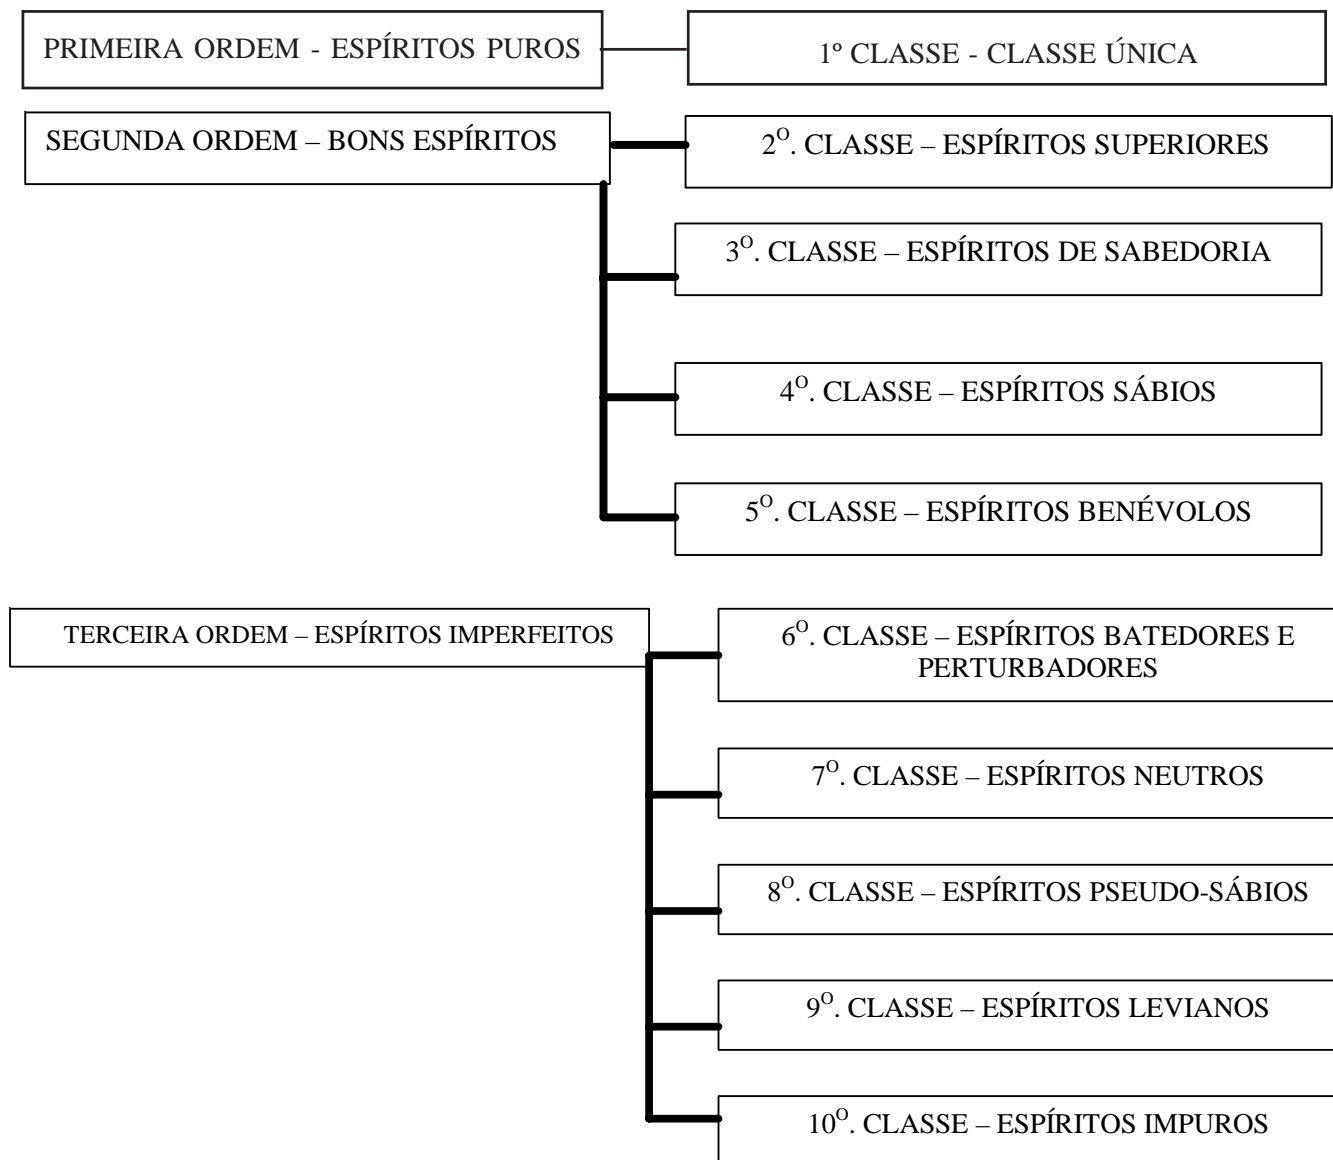 PRIMEIRA ORDEM - ESPÍRITOS PUROS
1º CLASSE - CLASSE ÚNICA
SEGUNDA ORDEM – BONS ESPÍRITOS
2º. CLASSE – ESPÍRITOS SUPERIORES
3º. CLASSE – ESPÍRITOS DE SABEDORIA
4º. CLASSE – ESPÍRITOS SÁBIOS
5º. CLASSE – ESPÍRITOS BENÉVOLOS
TERCEIRA ORDEM – ESPÍRITOS IMPERFEITOS
6º. CLASSE – ESPÍRITOS BATEDORES E
PERTURBADORES
7º. CLASSE – ESPÍRITOS NEUTROS
8º. CLASSE – ESPÍRITOS PSEUDO-SÁBIOS
9º. CLASSE – ESPÍRITOS LEVIANOS
10º. CLASSE – ESPÍRITOS IMPUROS